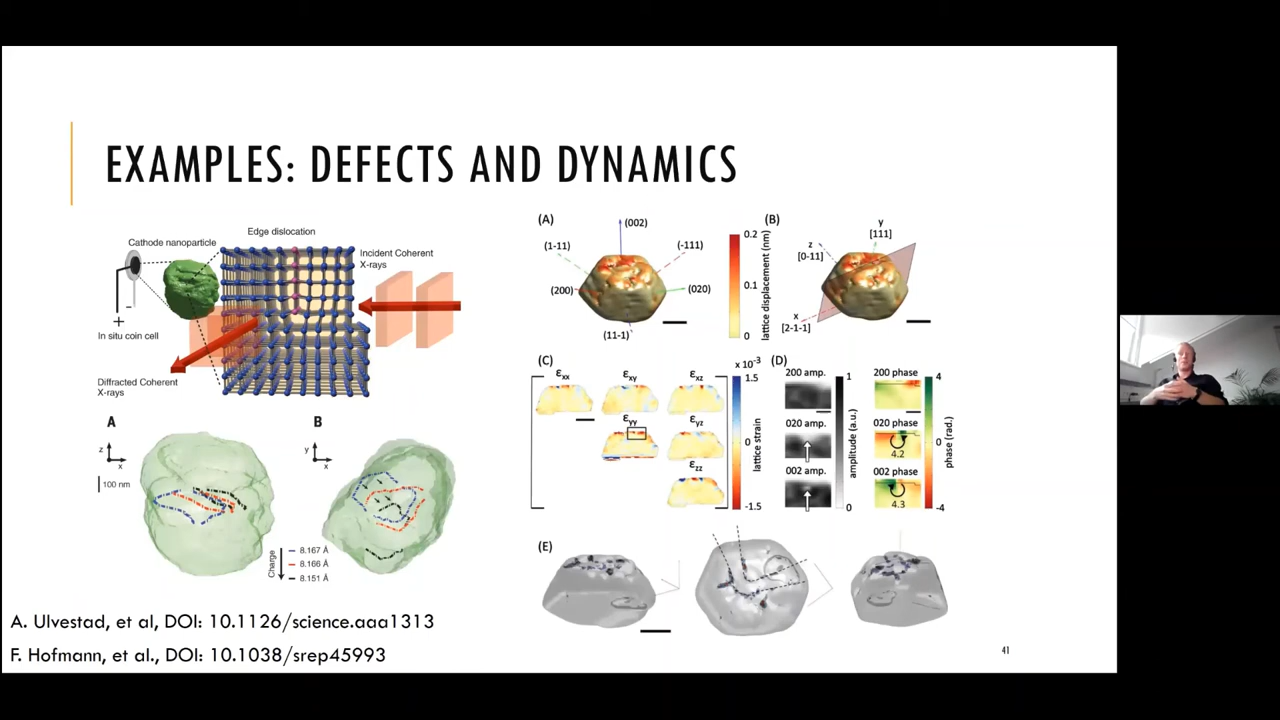 EXAMPLES: DEFECTS AND DYNAMICS
Edge dislocation
Cathode nanoparticle
Incident Coherent
X-rays
+
−
In situ coin cell
Diffracted Coherent
X-rays
A
B
z
x
y
x
100 nm
Charge
8.167 Å
8.166 Å
8.151 Å
(A)
(002)
(1-11)
(-111)
(200)
(020)
(11-1)
0.2
0.1
0
lattice displacement (nm)
(B)
y
[111]
z
[0-11]
x
[2-1-1]
(C)
εxx
εxy
εxz
εyy
εyz
εzz
x 10⁻³
1.5
0
-1.5
lattice strain
(D)
200 amp.
020 amp.
002 amp.
1
0
amplitude (a.u.)
200 phase
020 phase
4.2
002 phase
4.3
4
0
-4
phase (rad.)
(E)
A. Ulvestad, et al, DOI: 10.1126/science.aaa1313
F. Hofmann, et al., DOI: 10.1038/srep45993
41